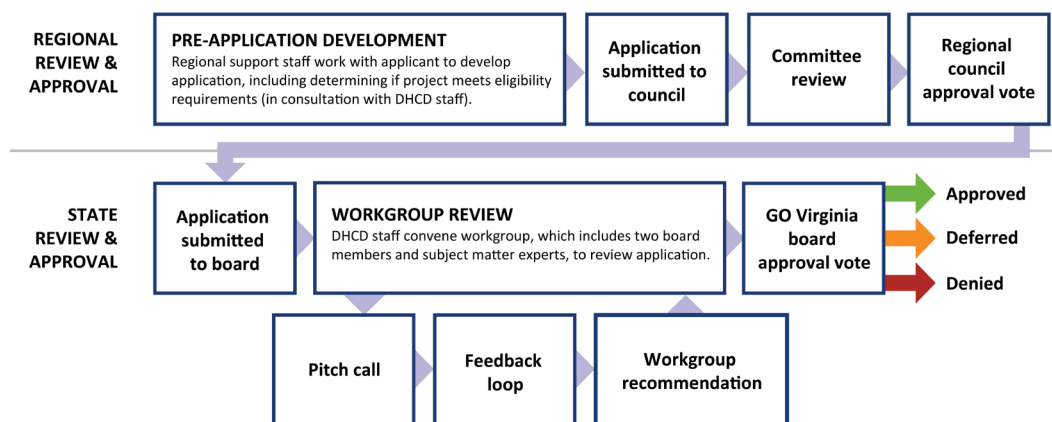 REGIONAL
REVIEW &
APPROVAL
PRE-APPLICATION DEVELOPMENT
Regional support staff work with applicant to develop
application, including determining if project meets eligibility
requirements (in consultation with DHCD staff).
Application
submitted to
council
Committee
review
Regional
council
approval vote
STATE
REVIEW &
APPROVAL
Application
submitted
to board
WORKGROUP REVIEW
DHCD staff convene workgroup, which includes two board
members and subject matter experts, to review application.
GO Virginia
board
approval vote
Approved
Deferred
Denied
Pitch call
Feedback
loop
Workgroup
recommendation